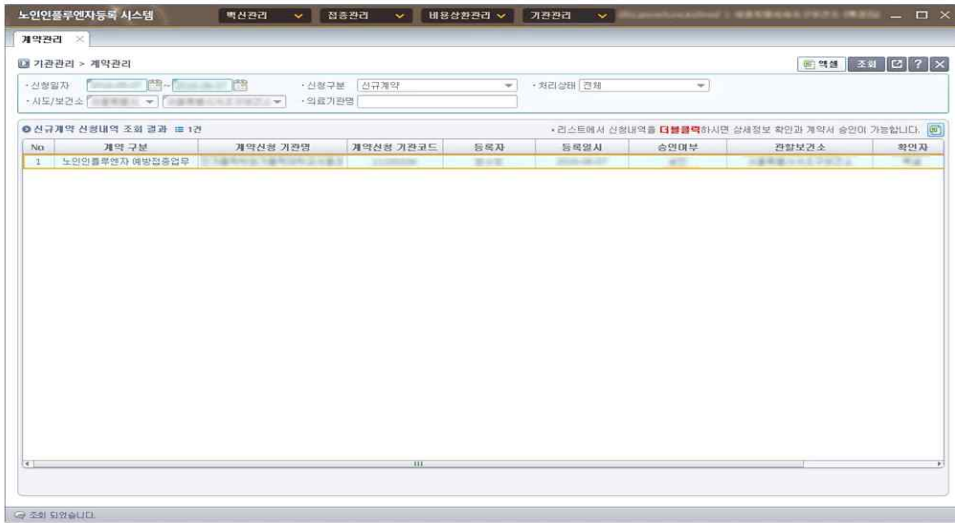 노인인플루엔자등록 시스템 백신관리 접종관리 비용상환관리 기관관리
계약관리
기관관리 > 계약관리 엑셀 조회 ?
·신청일자 ~ ·신청구분 신규계약 ·처리상태 전체
·시도/보건소 ·의료기관명
신규계약 신청내역 조회 결과 1건 ·리스트에서 신청내역을 더블클릭하시면 상세정보 확인과 계약서 승인이 가능합니다.
No 계약 구분 계약신청 기관명 계약신청 기관코드 등록자 등록일시 승인여부 관할보건소 확인자
1 노인인플루엔자 예방접종업무
조회 되었습니다.